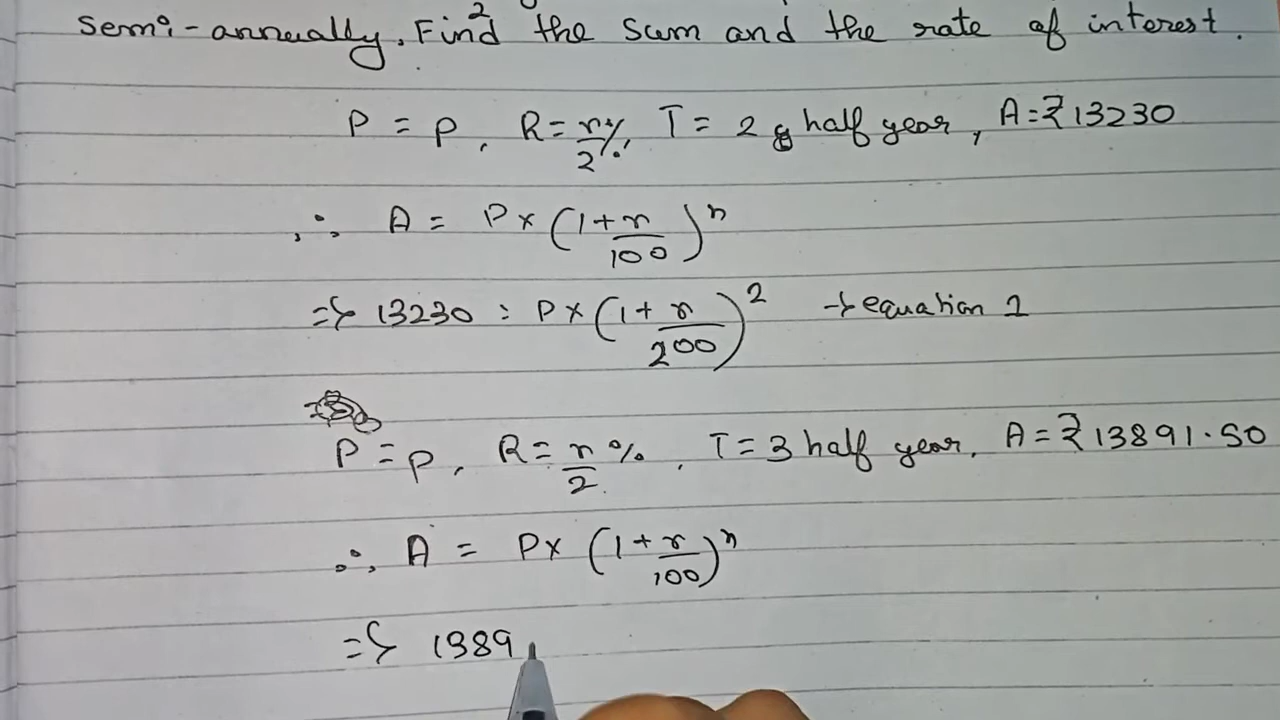 semi-annually. Find the sum and the rate of interest.
P = p, R = r/2 %, T = 2 half year, A = ₹13230
∴ A = P × (1 + r/100)^n
=> 13230 = P × (1 + r/200)^2 → equation 1
P = p, R = r/2 %, T = 3 half year, A = ₹13891.50
∴ A = P × (1 + r/100)^n
=> 1389